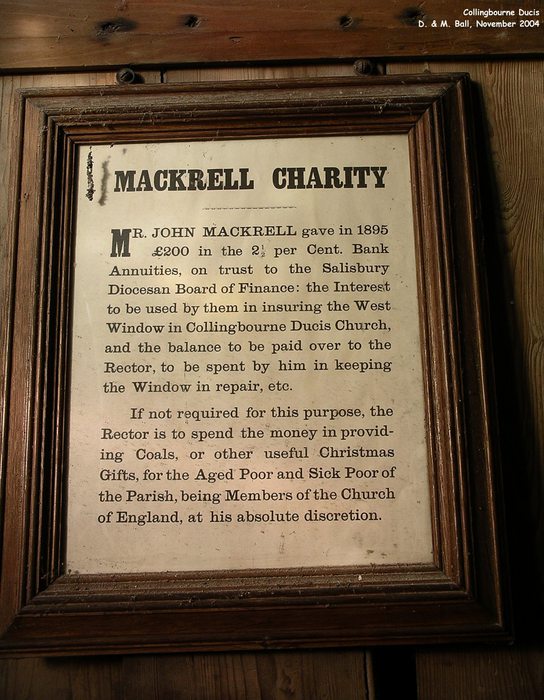 Collingbourne Ducis
D. & M. Ball, November 2004
MACKRELL CHARITY
MR. JOHN MACKRELL gave in 1895
£200 in the 2½ per Cent. Bank
Annuities, on trust to the Salisbury
Diocesan Board of Finance: the Interest
to be used by them in insuring the West
Window in Collingbourne Ducis Church,
and the balance to be paid over to the
Rector, to be spent by him in keeping
the Window in repair, etc.
If not required for this purpose, the
Rector is to spend the money in provid-
ing Coals, or other useful Christmas
Gifts, for the Aged Poor and Sick Poor of
the Parish, being Members of the Church
of England, at his absolute discretion.